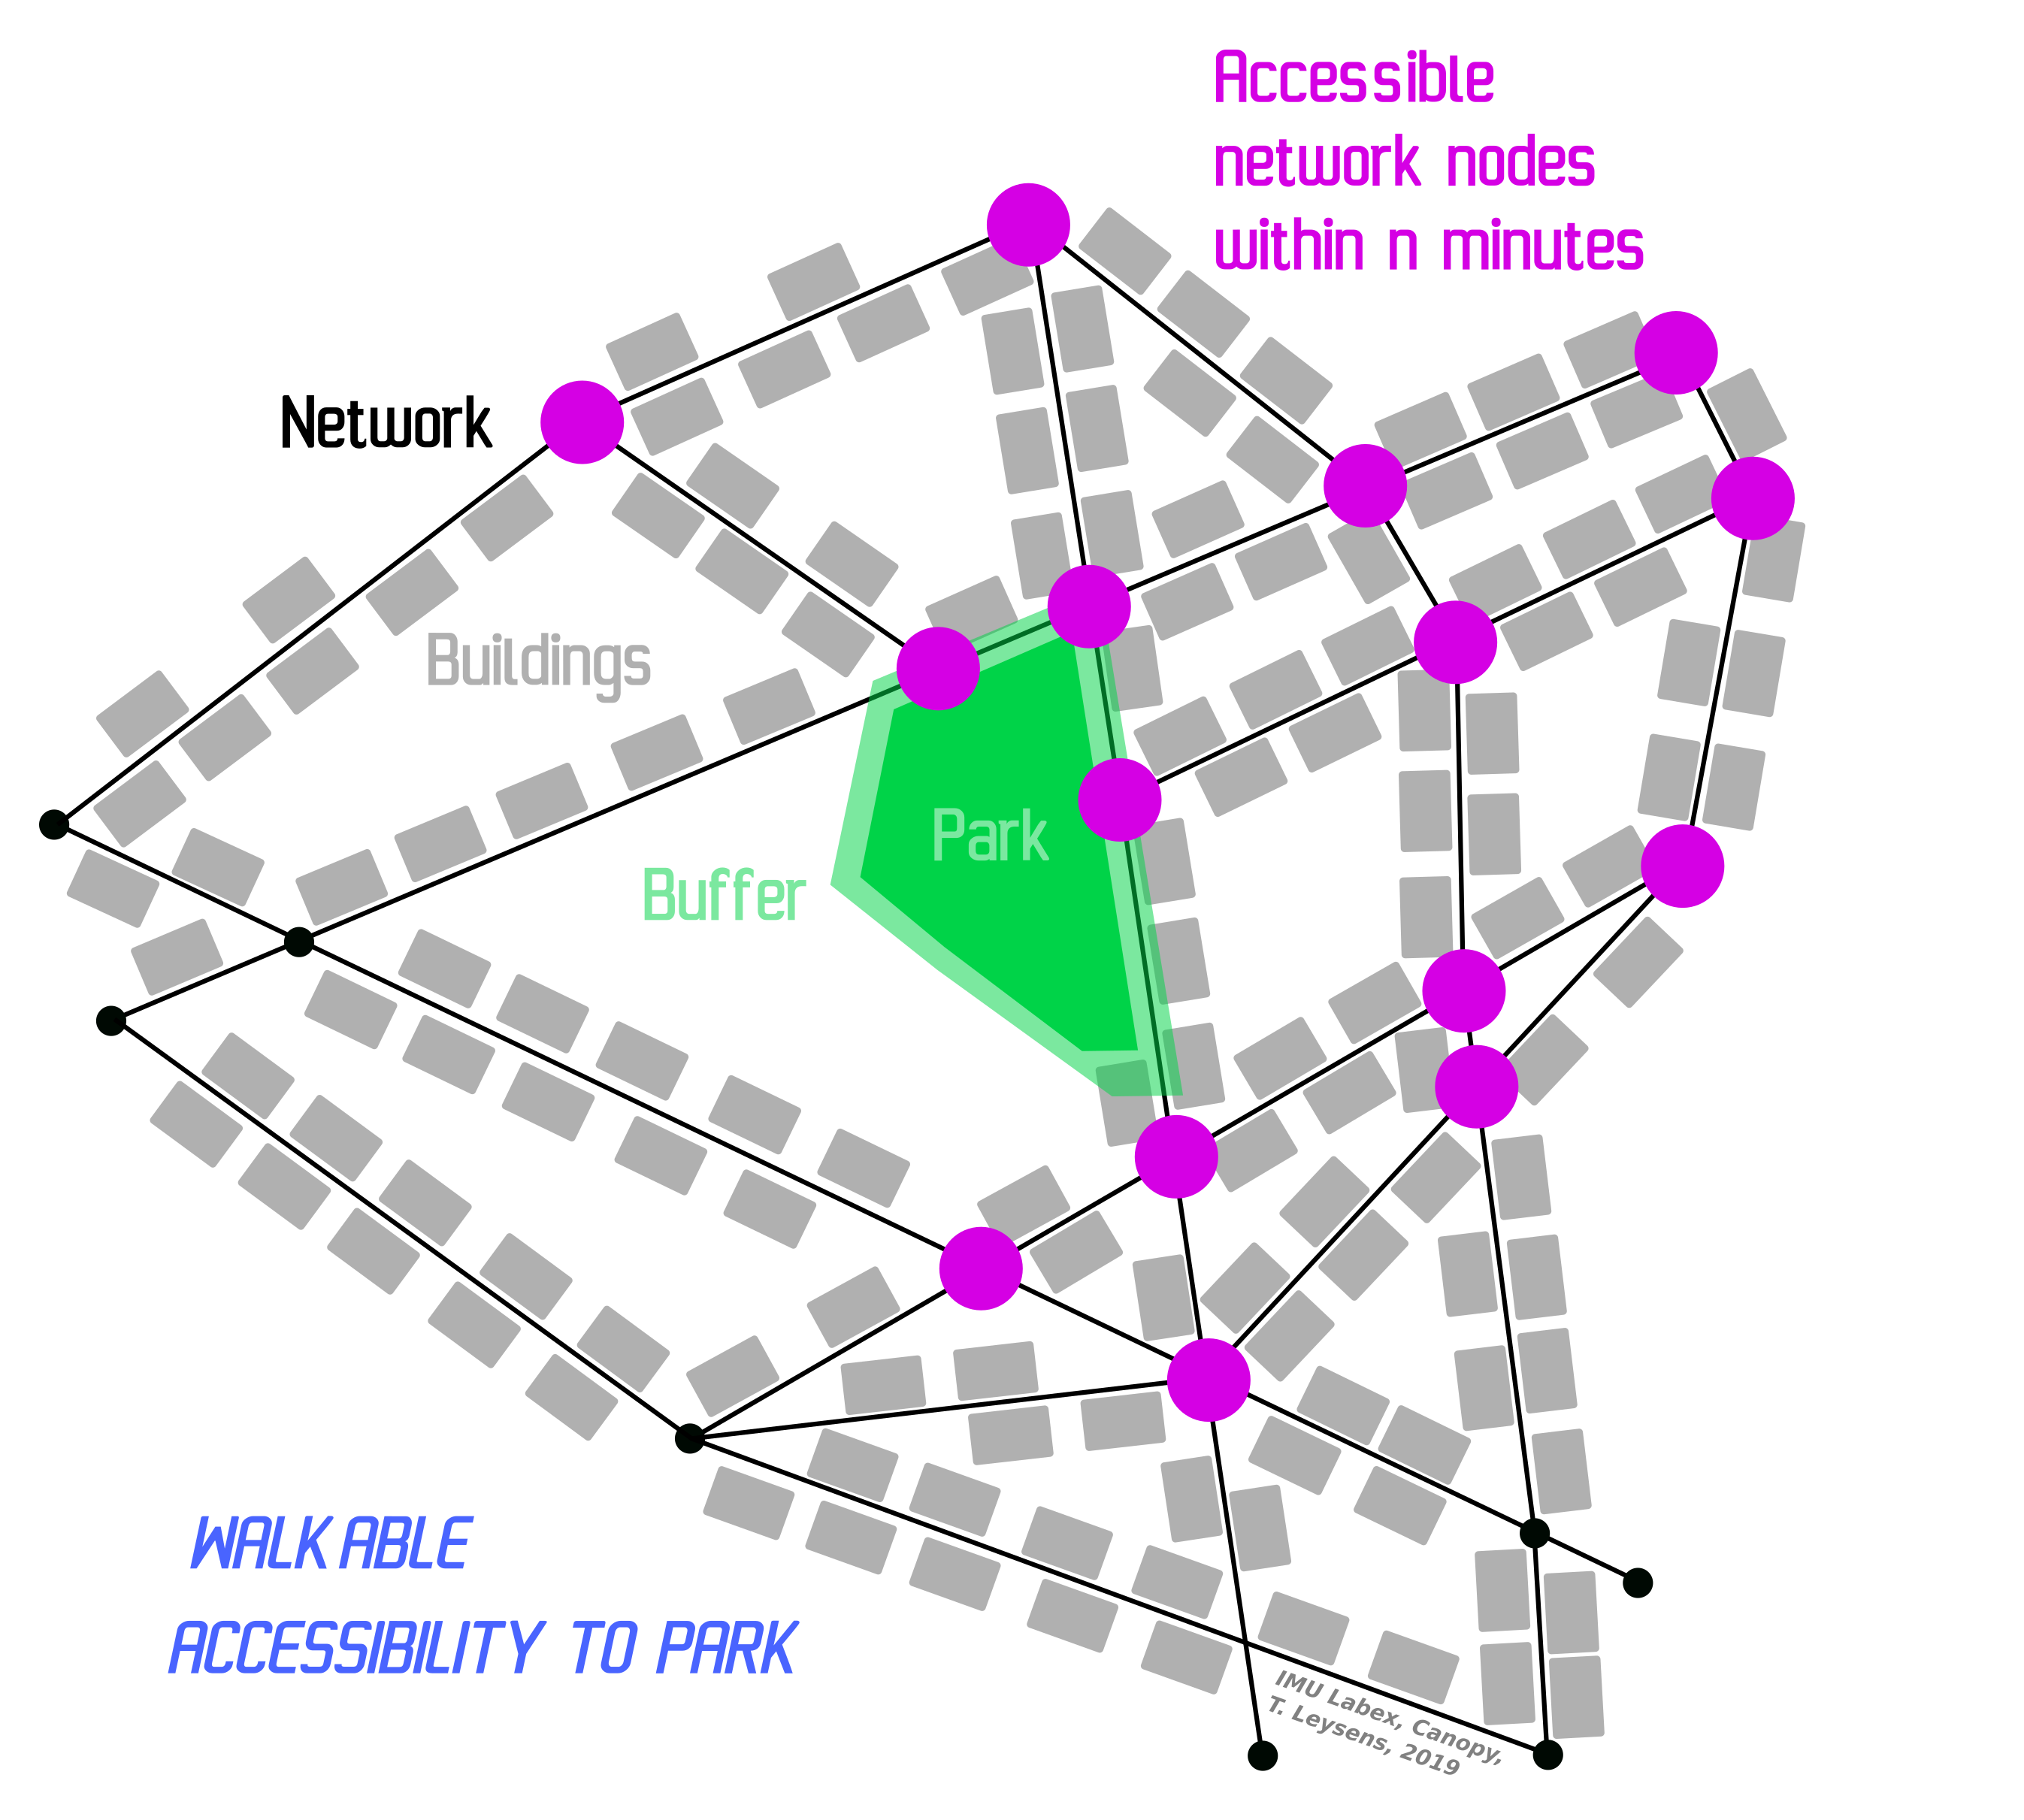 Accessible
network nodes
within n minutes
Network
Buildings
Park
Buffer
WALKABLE
ACCESSIBILITY TO PARK
IMU Labex, Canopy,
T. Leysens, 2019